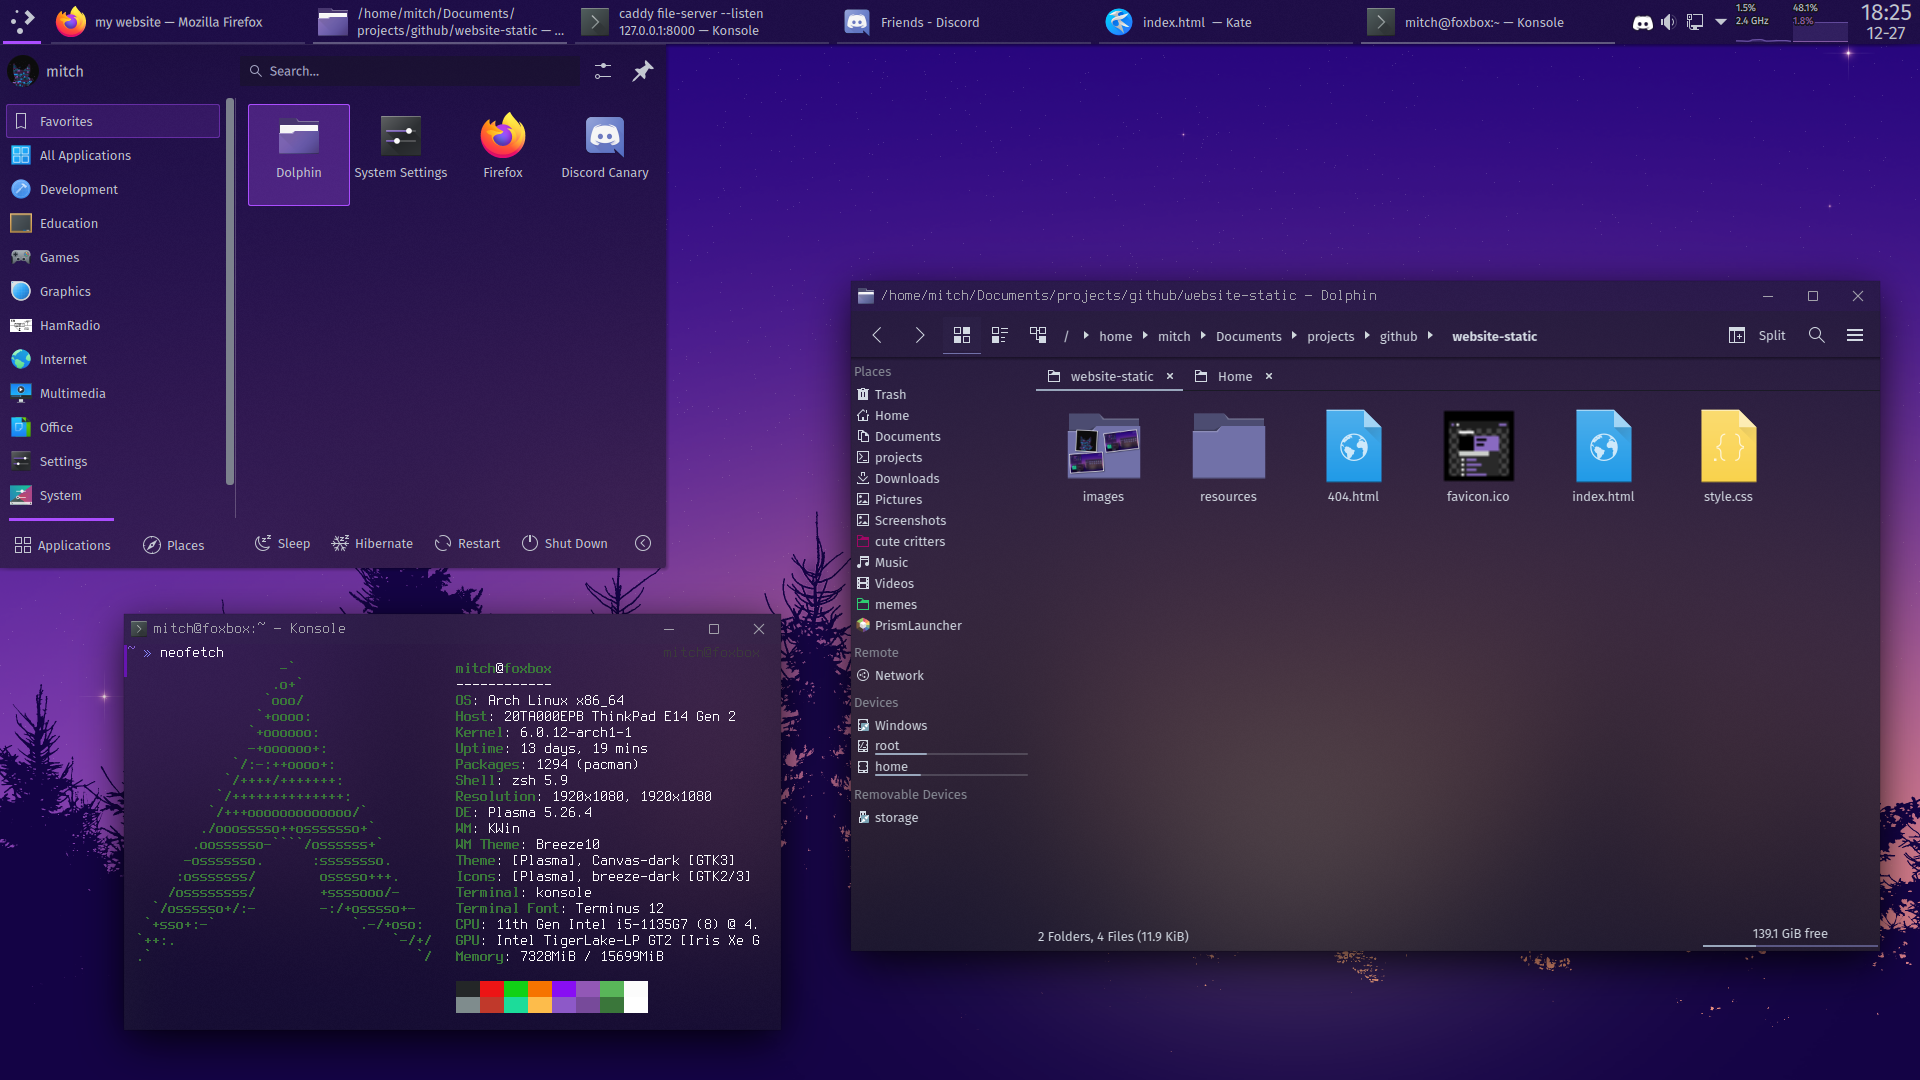 my website — Mozilla Firefox
/home/mitch/Documents/
projects/github/website-static — ...
caddy file-server --listen
127.0.0.1:8000 — Konsole
Friends - Discord
index.html — Kate
mitch@foxbox:~ — Konsole
1.5%
2.4 GHz
48.1%
1.8%
18:25
12-27
mitch
Search...
Favorites
All Applications
Development
Education
Games
Graphics
HamRadio
Internet
Multimedia
Office
Settings
System
Dolphin
System Settings
Firefox
Discord Canary
Applications
Places
Sleep
Hibernate
Restart
Shut Down
mitch@foxbox:~ — Konsole
~ » neofetch
mitch@foxbox
mitch@foxbox
------------
OS: Arch Linux x86_64
Host: 20TA000EPB ThinkPad E14 Gen 2
Kernel: 6.0.12-arch1-1
Uptime: 13 days, 19 mins
Packages: 1294 (pacman)
Shell: zsh 5.9
Resolution: 1920x1080, 1920x1080
DE: Plasma 5.26.4
WM: KWin
WM Theme: Breeze10
Theme: [Plasma], Canvas-dark [GTK3]
Icons: [Plasma], breeze-dark [GTK2/3]
Terminal: konsole
Terminal Font: Terminus 12
CPU: 11th Gen Intel i5-1135G7 (8) @ 4.
GPU: Intel TigerLake-LP GT2 [Iris Xe G
Memory: 7328MiB / 15699MiB
/home/mitch/Documents/projects/github/website-static — Dolphin
/ home mitch Documents projects github website-static
Split
Places
Trash
Home
Documents
projects
Downloads
Pictures
Screenshots
cute critters
Music
Videos
memes
PrismLauncher
Remote
Network
Devices
Windows
root
home
Removable Devices
storage
website-static
Home
images
resources
404.html
favicon.ico
index.html
style.css
2 Folders, 4 Files (11.9 KiB)
139.1 GiB free